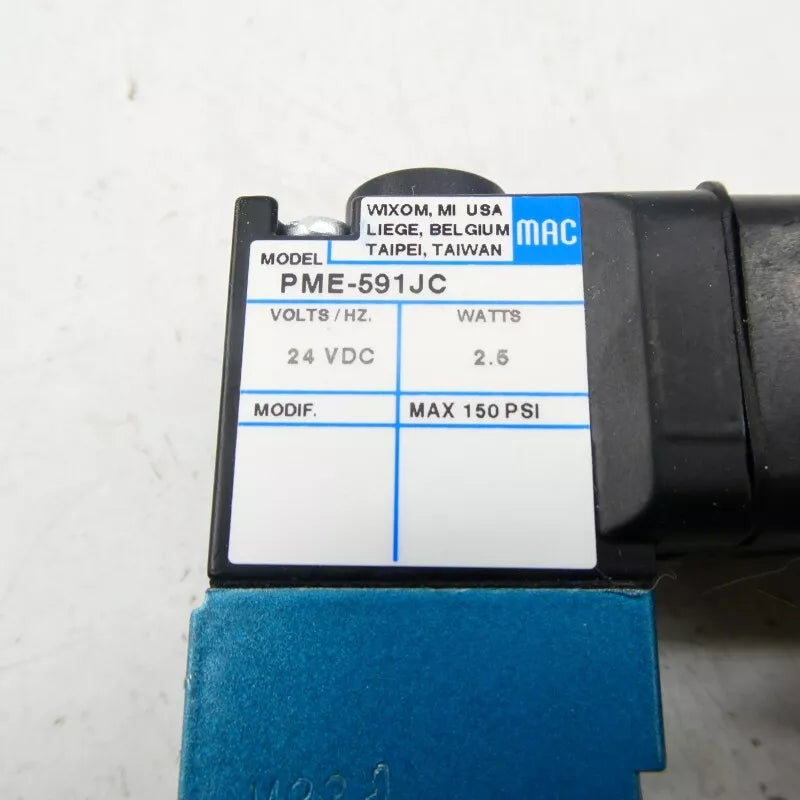 WIXOM, MI USA
LIEGE, BELGIUM
TAIPEI, TAIWAN
MAC
MODEL
PME-591JC
VOLTS/HZ. WATTS
24 VDC 2.5
MODIF. MAX 150 PSI